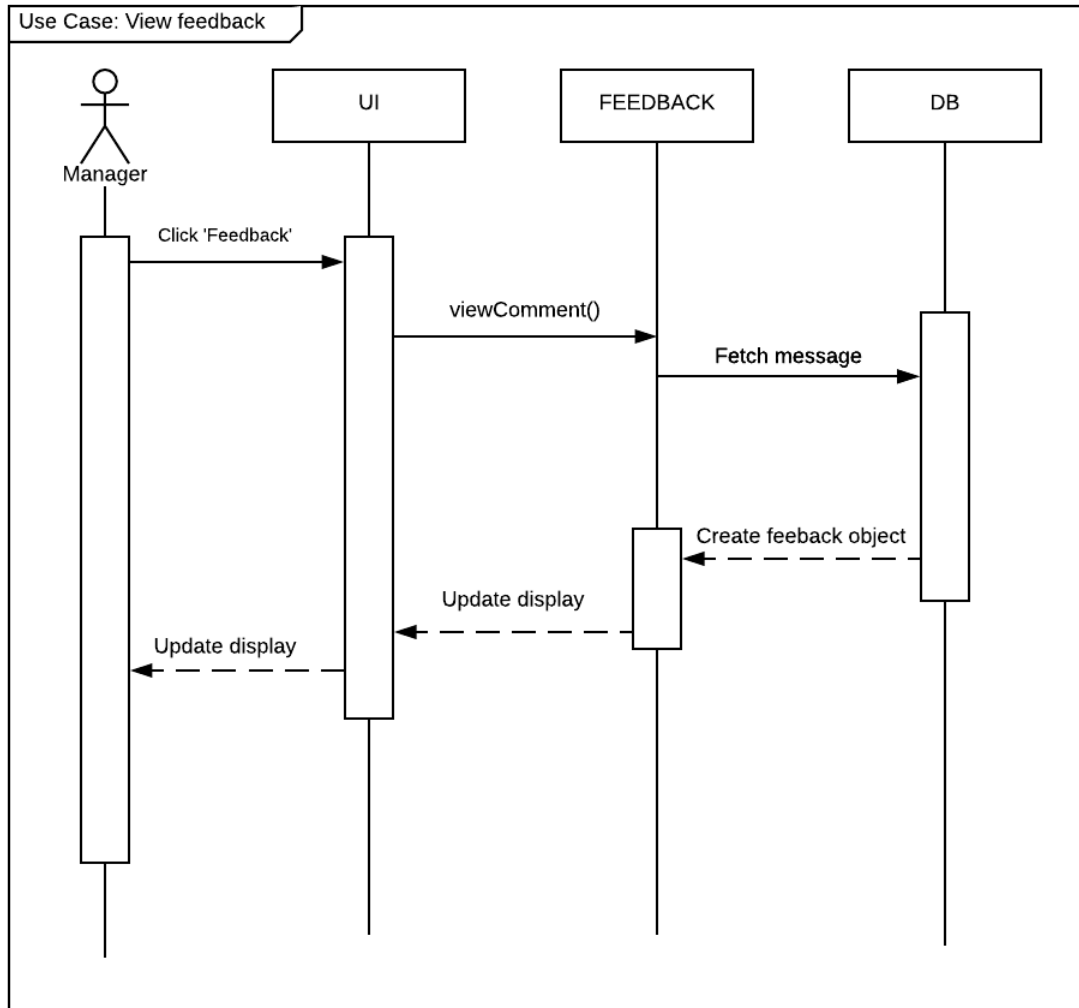 Use Case: View feedback
UI
FEEDBACK
DB
Manager
Click 'Feedback'
viewComment()
Fetch message
Create feeback object
Update display
Update display